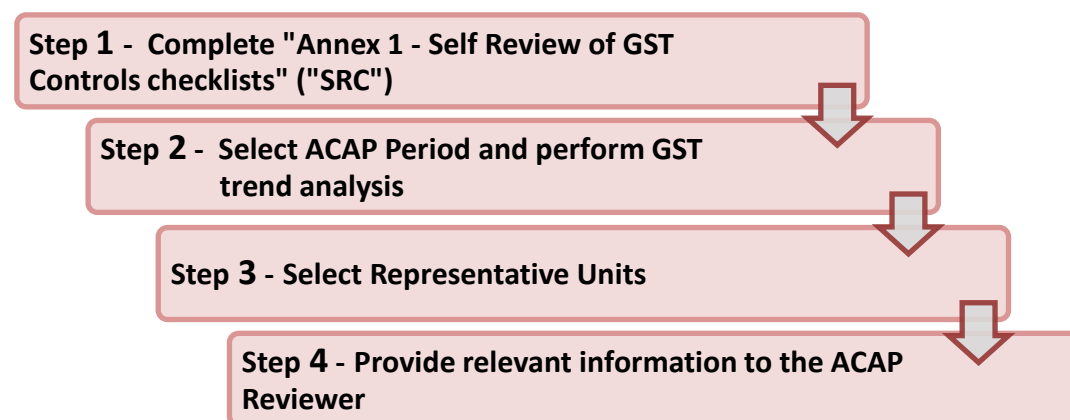 Step 1 - Complete "Annex 1 - Self Review of GST
Controls checklists" ("SRC")
Step 2 - Select ACAP Period and perform GST
trend analysis
Step 3 - Select Representative Units
Step 4 - Provide relevant information to the ACAP
Reviewer